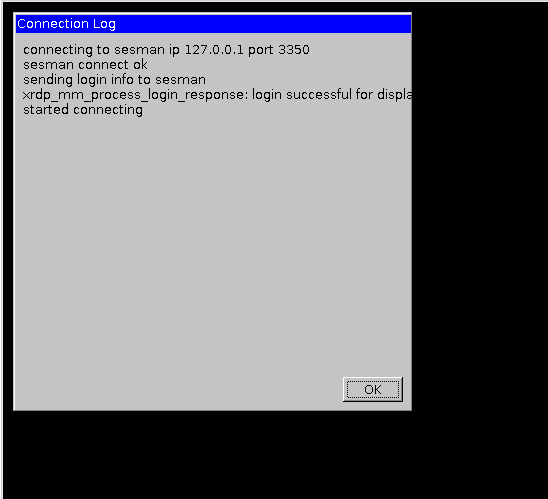 Connection Log
connecting to sesman ip 127.0.0.1 port 3350
sesman connect ok
sending login info to sesman
xrdp_mm_process_login_response: login successful for displa
started connecting
OK